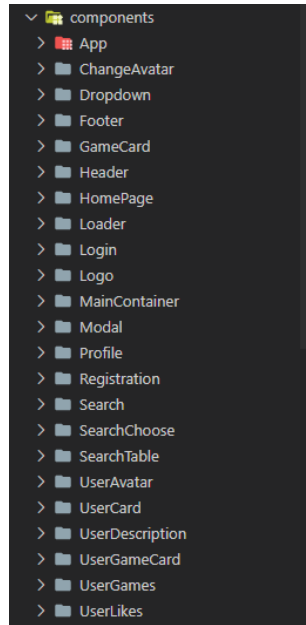 components
App
ChangeAvatar
Dropdown
Footer
GameCard
Header
HomePage
Loader
Login
Logo
MainContainer
Modal
Profile
Registration
Search
SearchChoose
SearchTable
UserAvatar
UserCard
UserDescription
UserGameCard
UserGames
UserLikes